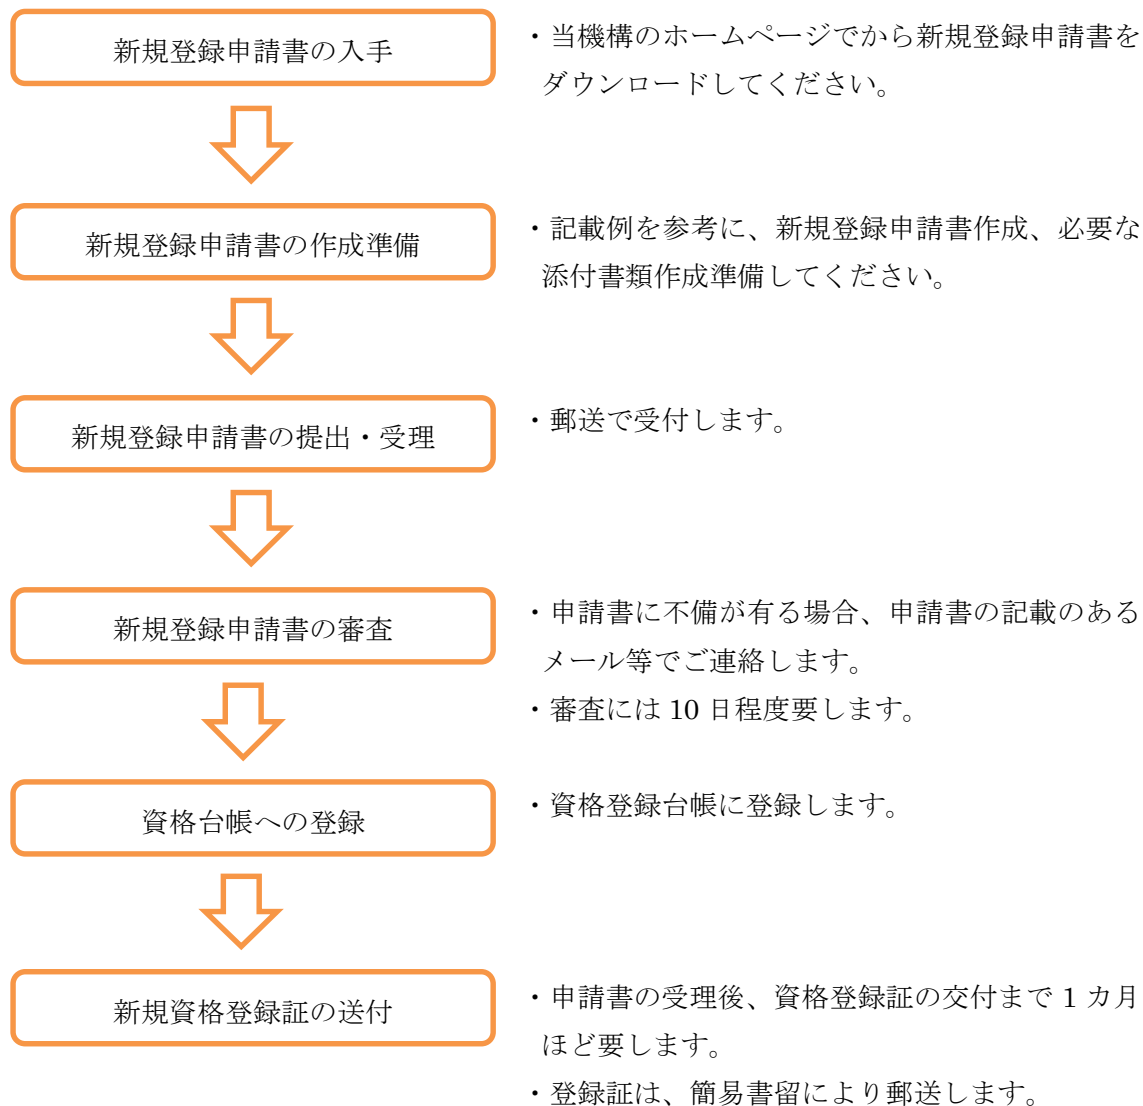 新規登録申請書の入手
・当機構のホームページでから新規登録申請書を
ダウンロードしてください。
新規登録申請書の作成準備
・記載例を参考に、新規登録申請書作成、必要な
添付書類作成準備してください。
新規登録申請書の提出・受理
・郵送で受付します。
新規登録申請書の審査
・申請書に不備が有る場合、申請書の記載のある
メール等でご連絡します。
・審査には 10 日程度要します。
資格台帳への登録
・資格登録台帳に登録します。
新規資格登録証の送付
・申請書の受理後、資格登録証の交付まで 1 カ月
ほど要します。
・登録証は、簡易書留により郵送します。